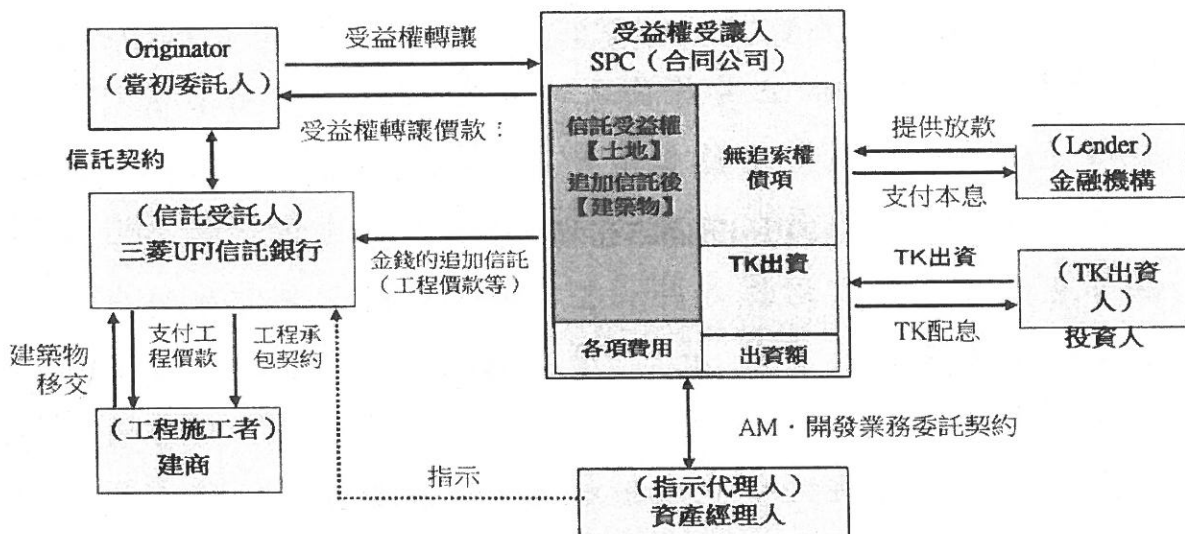 Originator
（當初委託人）
受益權轉讓
受益權轉讓價款：
信託契約
（信託受託人）
三菱UFJ信託銀行
金錢的追加信託
（工程價款等）
建築物
移交
支付工
程價款
工程承
包契約
（工程施工者）
建商
指示
受益權受讓人
SPC（合同公司）
信託受益權
【土地】
追加信託後
【建築物】
無追索權
債項
TK出資
各項費用
出資額
提供放款
支付本息
（Lender）
金融機構
TK出資
TK配息
（TK出資
人）
投資人
AM．開發業務委託契約
（指示代理人）
資產經理人